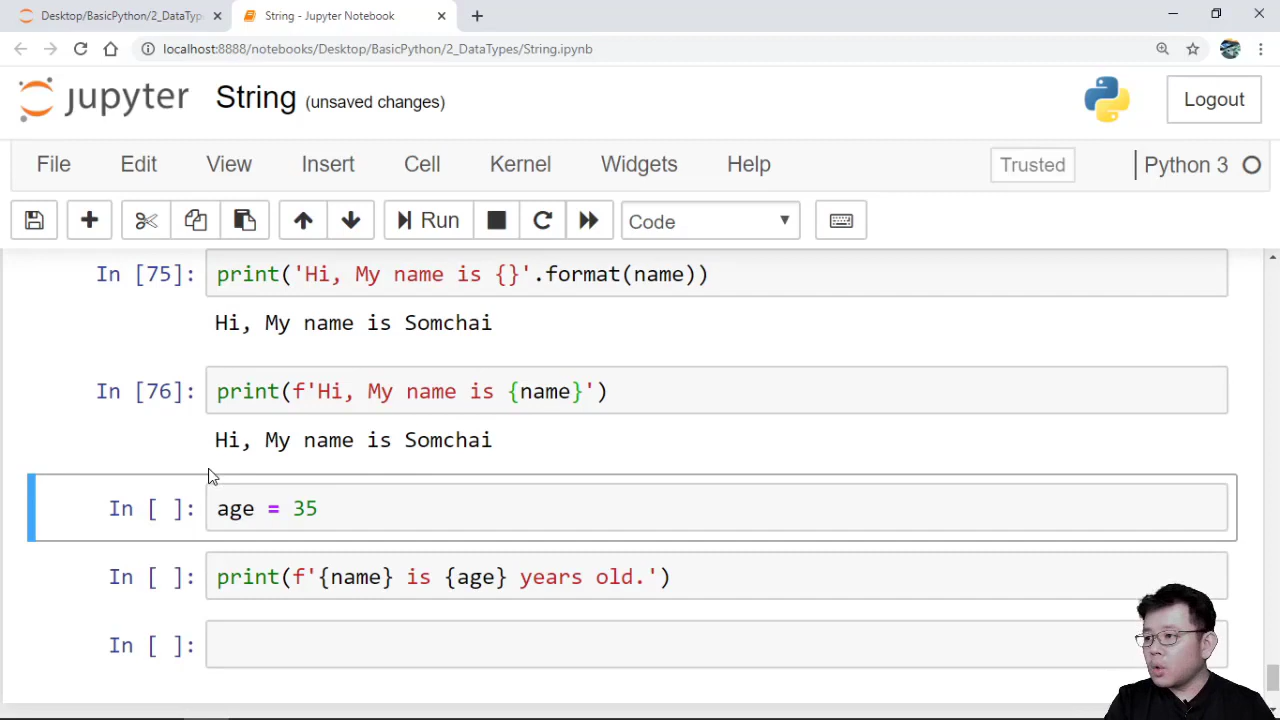 Desktop/BasicPython/2_DataTyp
String - Jupyter Notebook
localhost:8888/notebooks/Desktop/BasicPython/2_DataTypes/String.ipynb
jupyter String (unsaved changes) Logout
File Edit View Insert Cell Kernel Widgets Help Trusted Python 3
Run Code
In [75]: print('Hi, My name is {}'.format(name))
Hi, My name is Somchai
In [76]: print(f'Hi, My name is {name}')
Hi, My name is Somchai
In [ ]: age = 35
In [ ]: print(f'{name} is {age} years old.')
In [ ]: